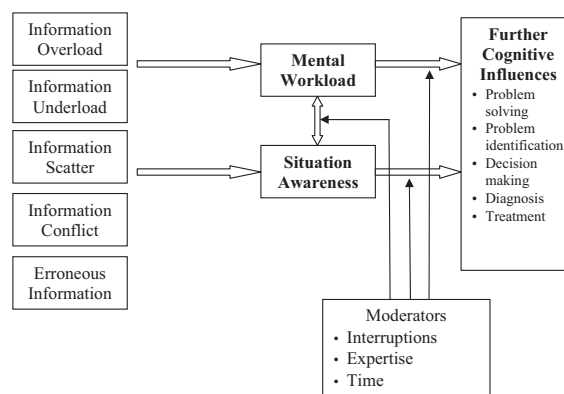 Information
Overload
Information
Underload
Information
Scatter
Information
Conflict
Erroneous
Information
Mental
Workload
Situation
Awareness
Further
Cognitive
Influences
• Problem
solving
• Problem
identification
• Decision
making
• Diagnosis
• Treatment
Moderators
• Interruptions
• Expertise
• Time